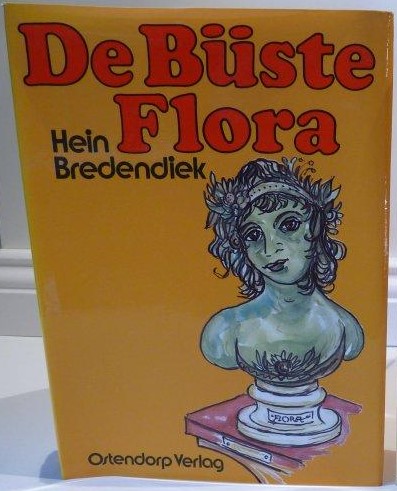 De Büste
Flora
Hein
Bredendiek
FLORA
Ostendorp Verlag